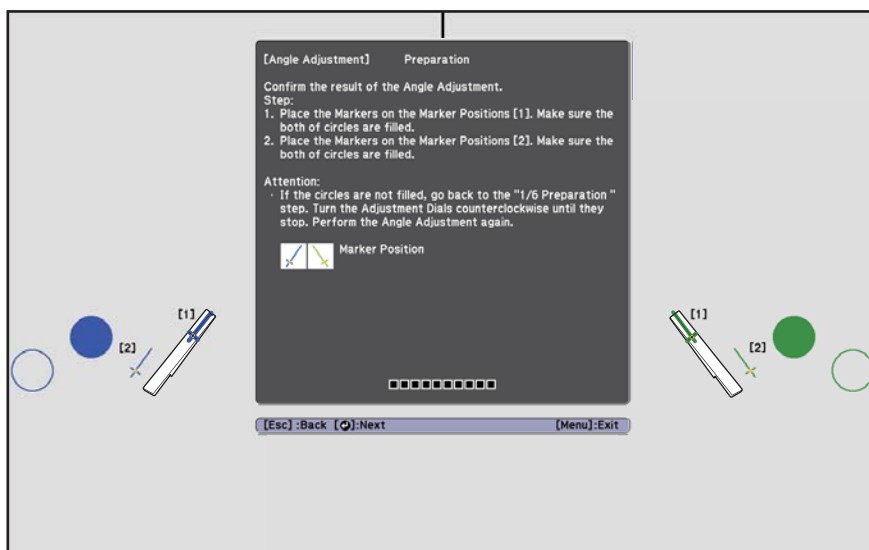 [Angle Adjustment] Preparation
Confirm the result of the Angle Adjustment.
Step:
1. Place the Markers on the Marker Positions [1]. Make sure the
both of circles are filled.
2. Place the Markers on the Marker Positions [2]. Make sure the
both of circles are filled.
Attention:
· If the circles are not filled, go back to the "1/6 Preparation "
step. Turn the Adjustment Dials counterclockwise until they
stop. Perform the Angle Adjustment again.
Marker Position
[1]
[2]
[1]
[2]
[Esc] :Back [⏎]:Next [Menu]:Exit